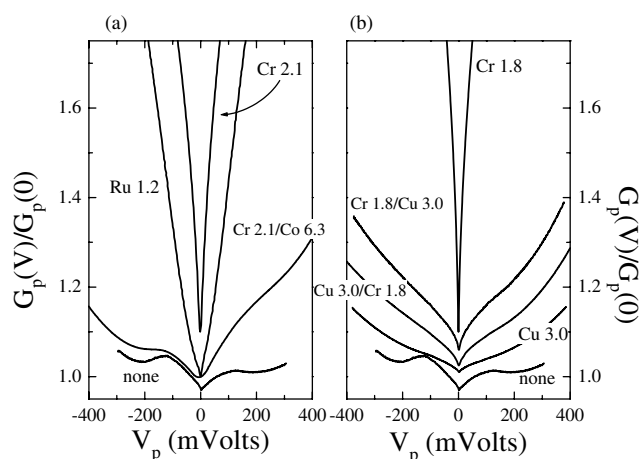 (a)
(b)
G_p(V)/G_p(0)
1.6
1.4
1.2
1.0
Cr 2.1
Ru 1.2
Cr 2.1/Co 6.3
none
-400
-200
0
200
400
V_p (mVolts)
Cr 1.8
Cr 1.8/Cu 3.0
Cu 3.0/Cr 1.8
Cu 3.0
none
1.6
1.4
1.2
1.0
G_p(V)/G_p(0)
-400
-200
0
200
400
V_p (mVolts)